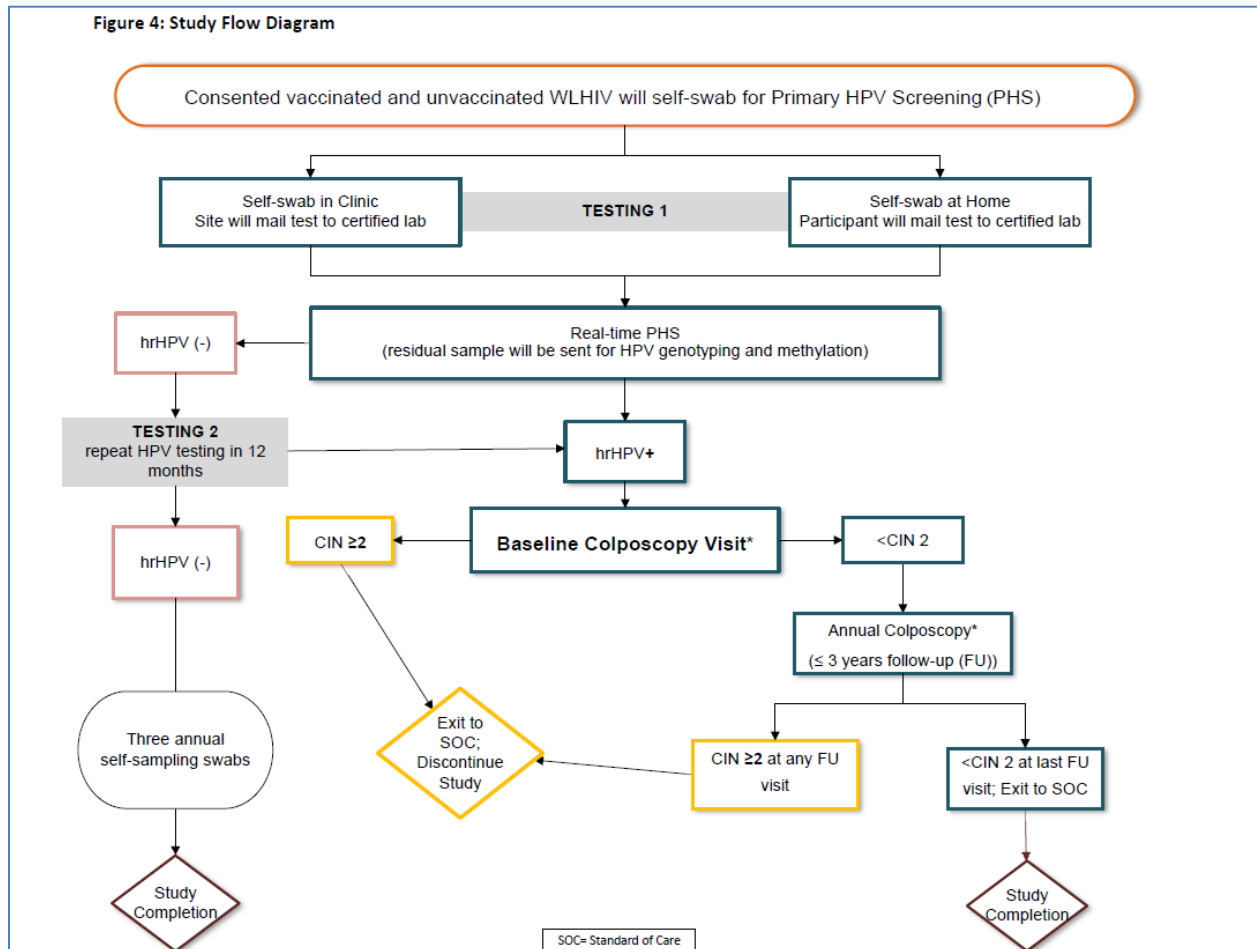 Figure 4: Study Flow Diagram
Consented vaccinated and unvaccinated WLHIV will self-swab for Primary HPV Screening (PHS)
Self-swab in Clinic
Site will mail test to certified lab
TESTING 1
Self-swab at Home
Participant will mail test to certified lab
hrHPV (-)
Real-time PHS
(residual sample will be sent for HPV genotyping and methylation)
TESTING 2
repeat HPV testing in 12
months
hrHPV+
hrHPV (-)
CIN ≥2
Baseline Colposcopy Visit*
<CIN 2
Annual Colposcopy*
(≤ 3 years follow-up (FU))
Three annual
self-sampling swabs
Exit to
SOC;
Discontinue
Study
CIN ≥2 at any FU
visit
<CIN 2 at last FU
visit; Exit to SOC
Study
Completion
Study
Completion
SOC= Standard of Care